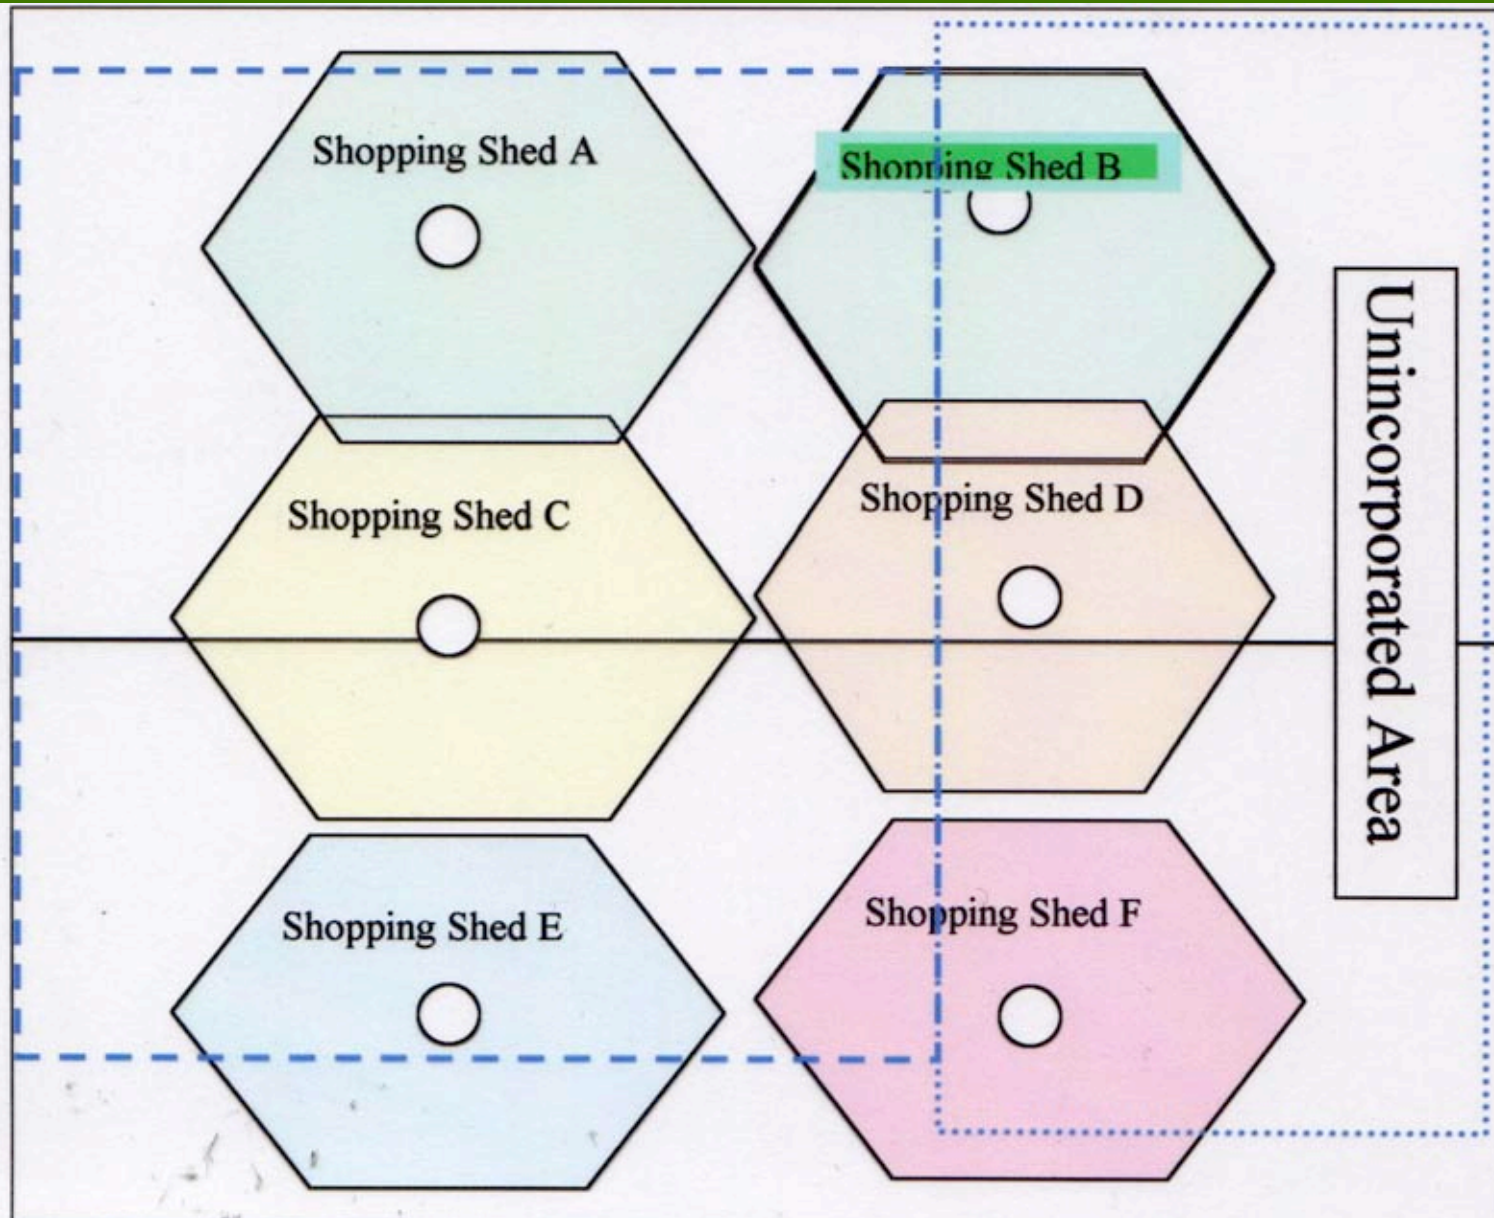 Shopping Shed A
Shopping Shed B
Shopping Shed C
Shopping Shed D
Shopping Shed E
Shopping Shed F
Unincorporated Area